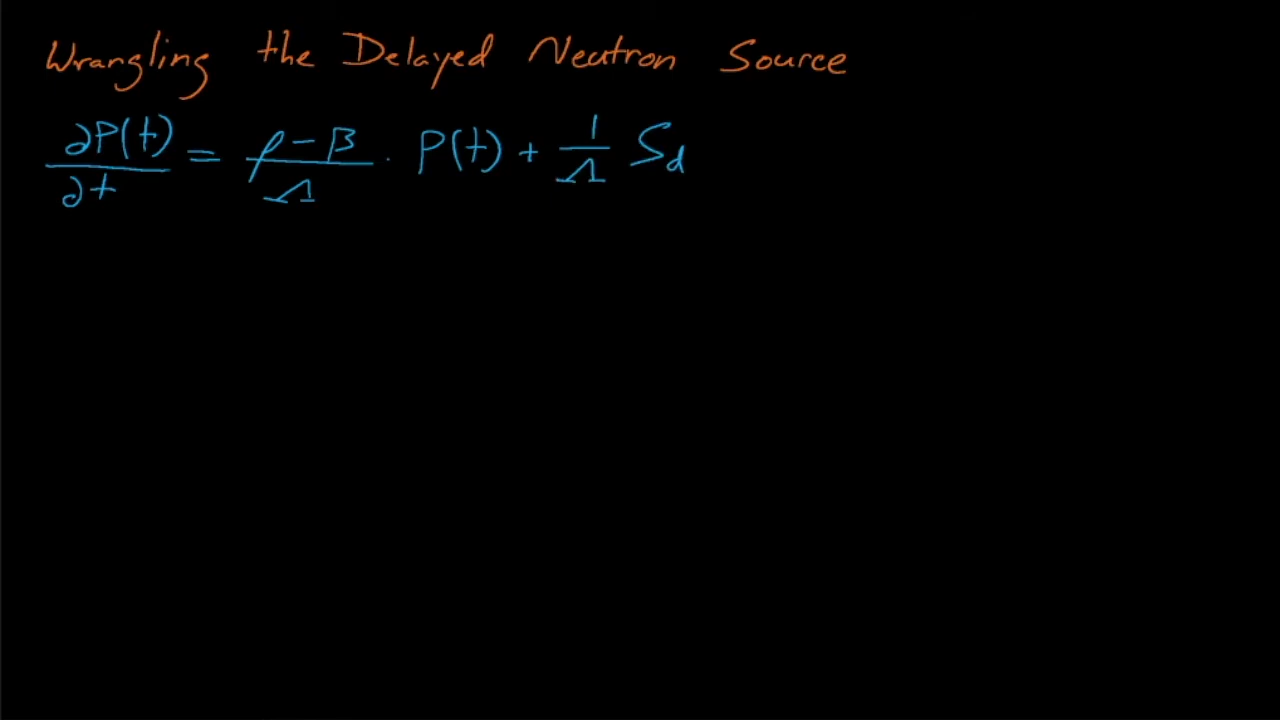 Wrangling the Delayed Neutron Source
∂P(t)/∂t = (ρ - β)/Λ · P(t) + 1/Λ S_d